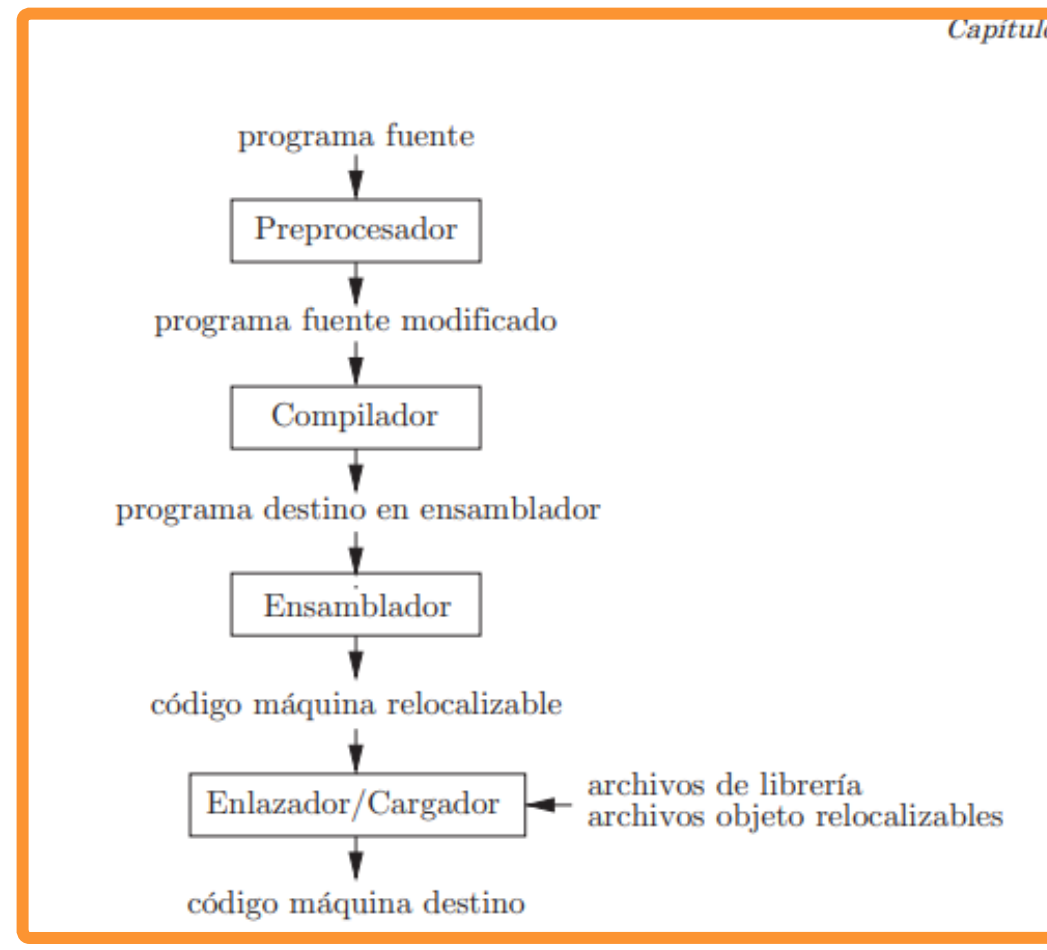 Capítulo
programa fuente
Preprocesador
programa fuente modificado
Compilador
programa destino en ensamblador
Ensamblador
código máquina relocalizable
Enlazador/Cargador
archivos de librería
archivos objeto relocalizables
código máquina destino